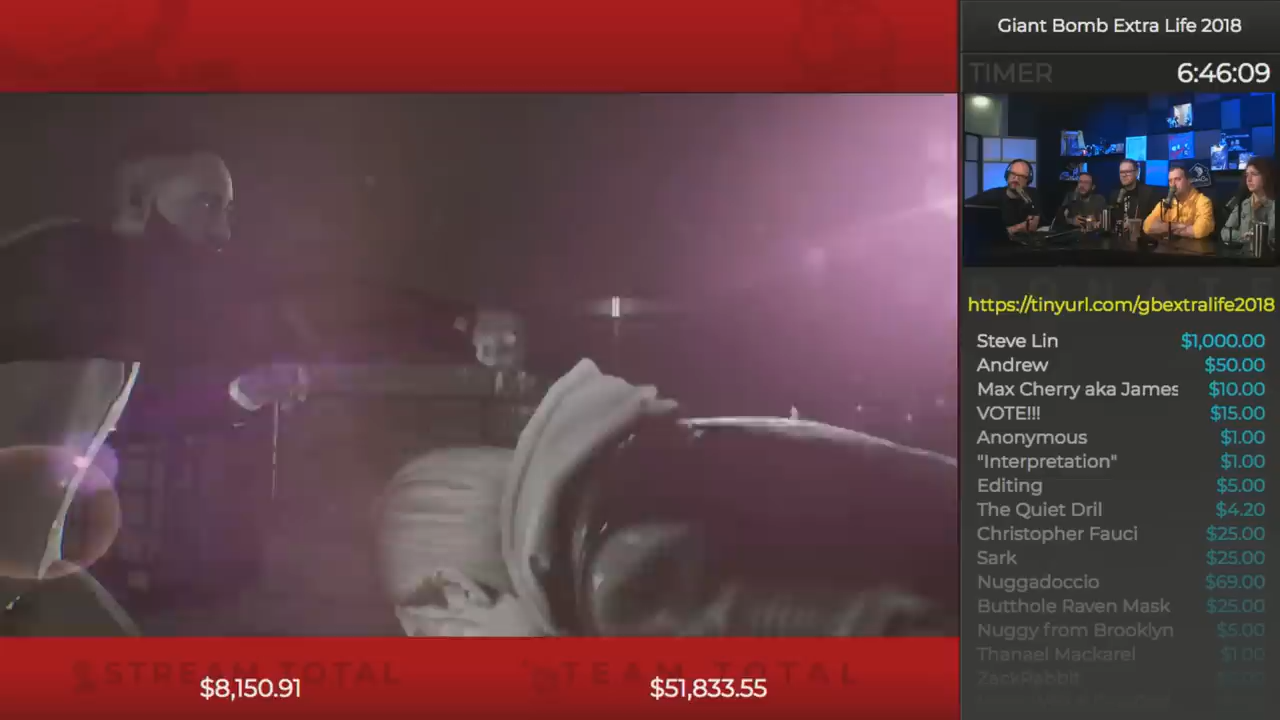 Giant Bomb Extra Life 2018
TIMER 6:46:09
https://tinyurl.com/gbextralife2018
Steve Lin $1,000.00
Andrew $50.00
Max Cherry aka James $10.00
VOTE!!! $15.00
Anonymous $1.00
"Interpretation" $1.00
Editing $5.00
The Quiet Dril $4.20
Christopher Fauci $25.00
Sark $25.00
Nuggadoccio $69.00
Butthole Raven Mask $25.00
Nuggy from Brooklyn $5.00
Thanael Mackarel $1.00
ZackRabbit
STREAM TOTAL
$8,150.91
TEAM TOTAL
$51,833.55